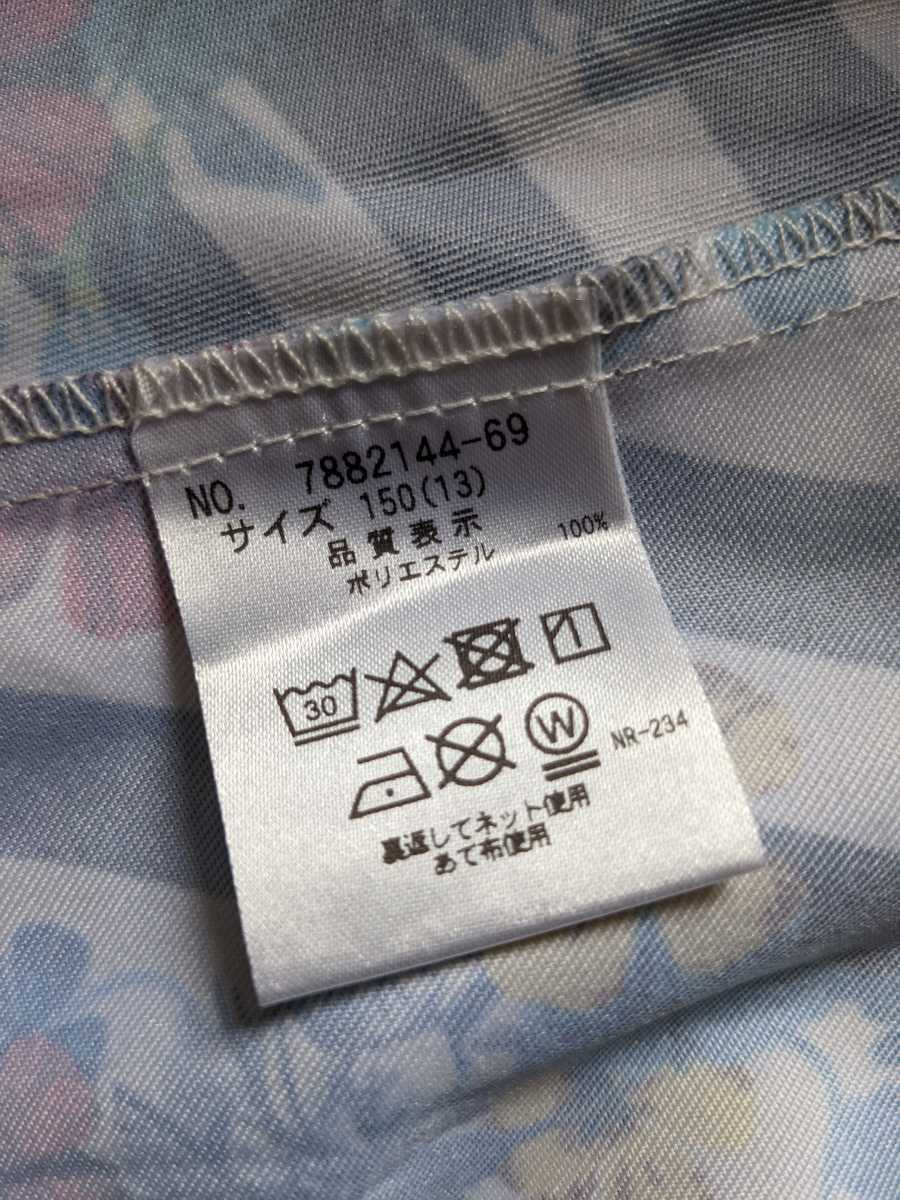 NO. 7882144-69
サイズ 150(13)
品質表示
ポリエステル 100%
30
W NR-234
裏返してネット使用
あて布使用